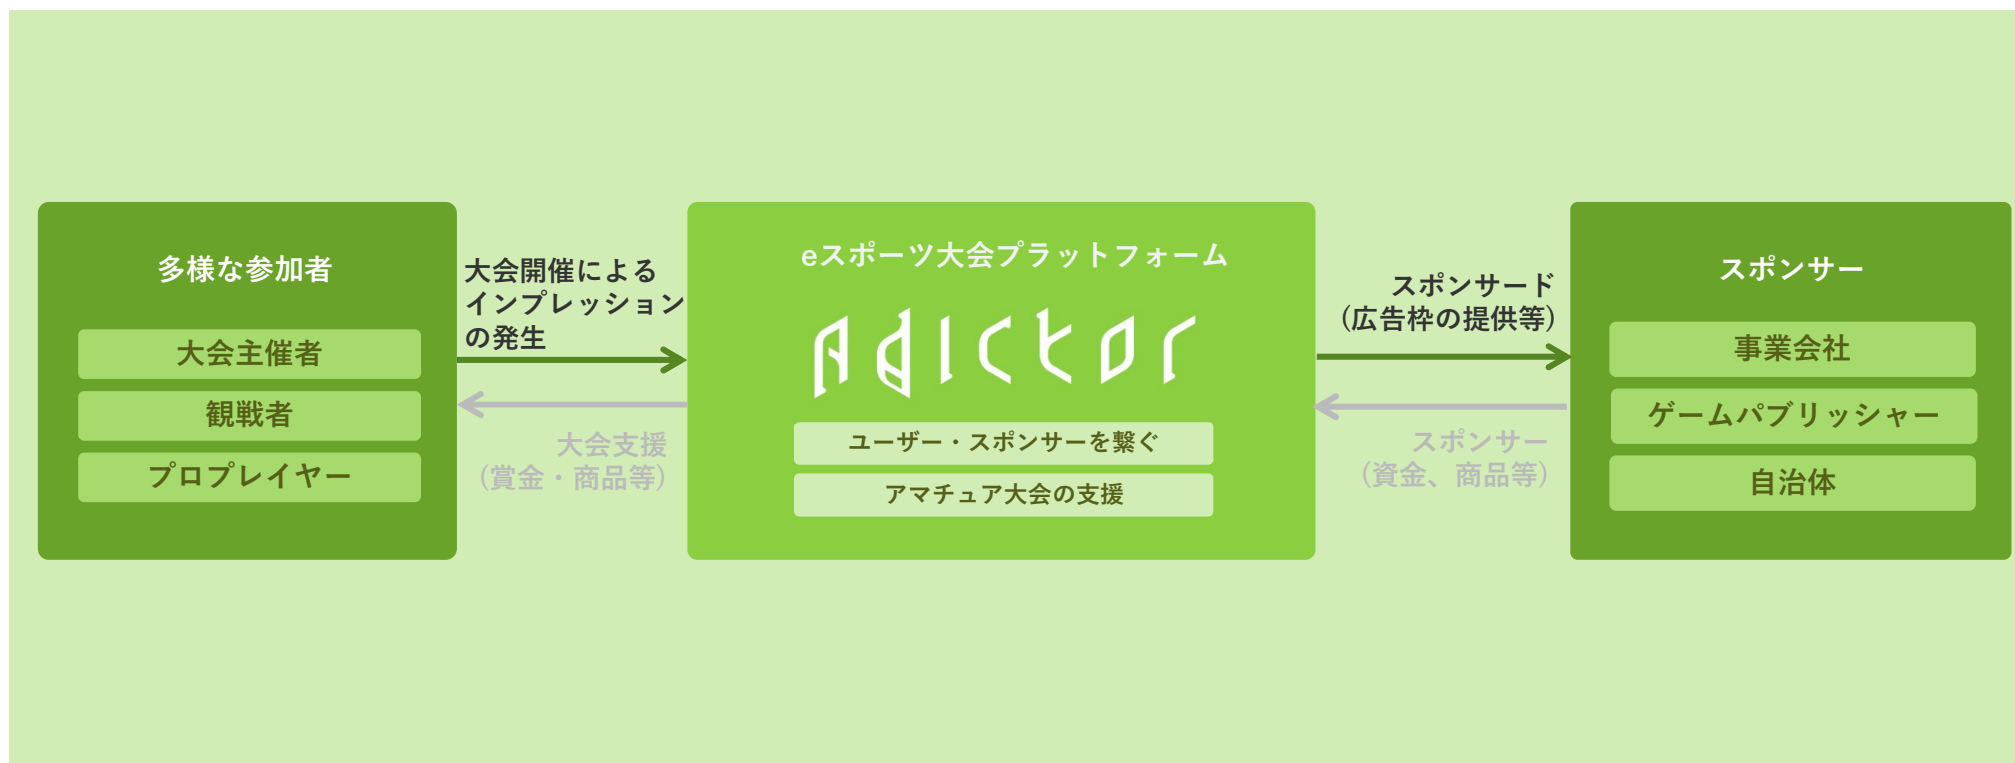 多様な参加者
大会主催者
観戦者
プロプレイヤー
大会開催による
インプレッション
の発生
大会支援
(賞金・商品等)
eスポーツ大会プラットフォーム
Adictor
ユーザー・スポンサーを繋ぐ
アマチュア大会の支援
スポンサード
(広告枠の提供等)
スポンサー
(資金、商品等)
スポンサー
事業会社
ゲームパブリッシャー
自治体